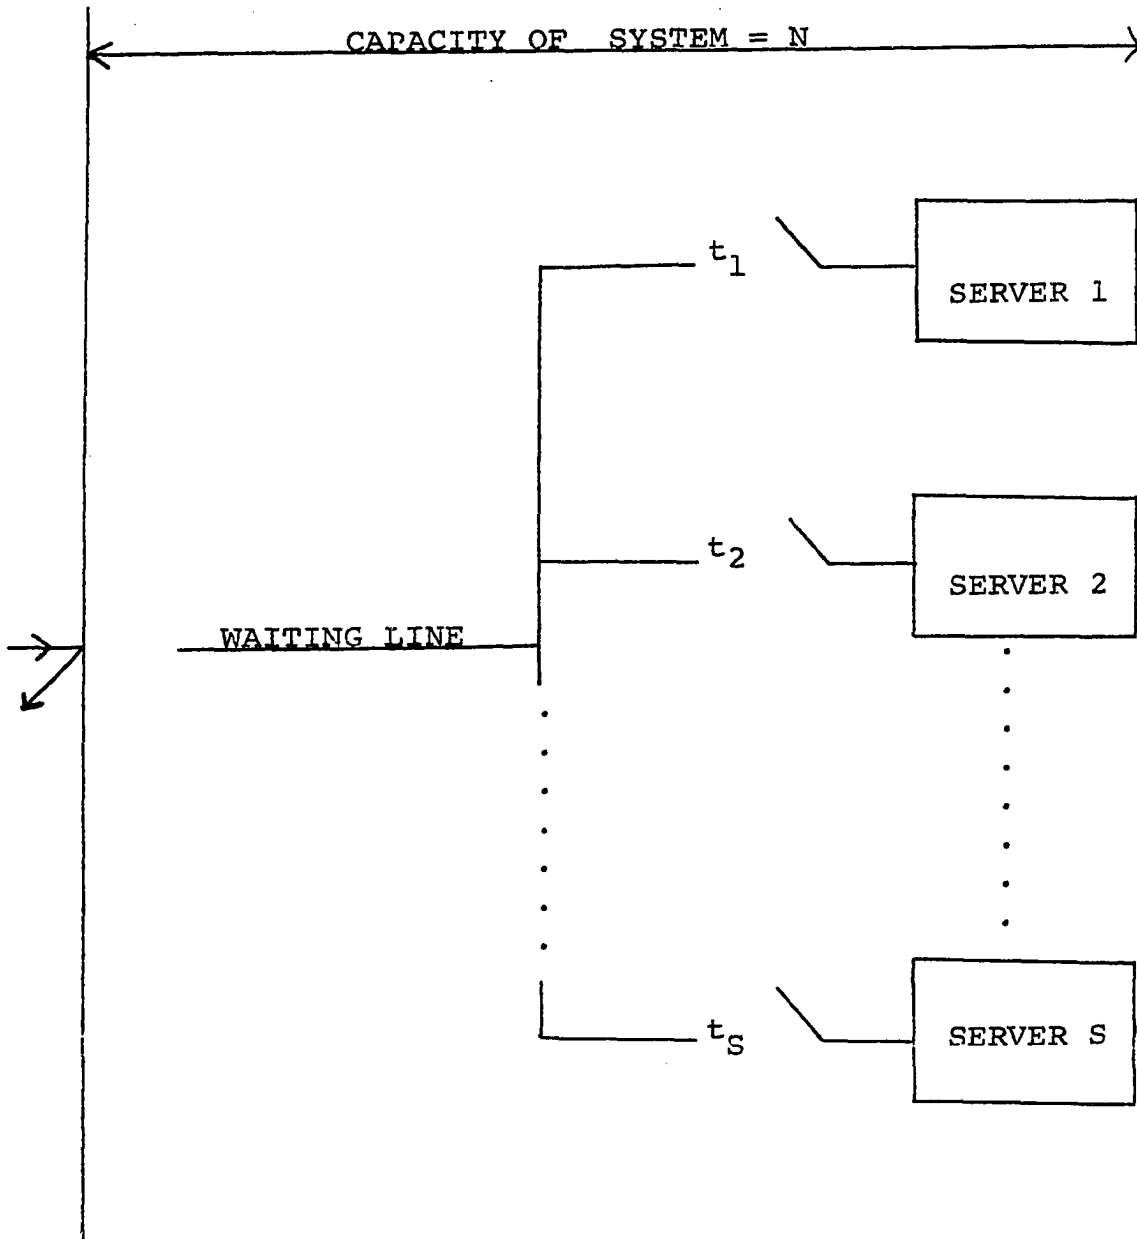 CAPACITY OF SYSTEM = N
t1
SERVER 1
t2
SERVER 2
WAITING LINE
tS
SERVER S